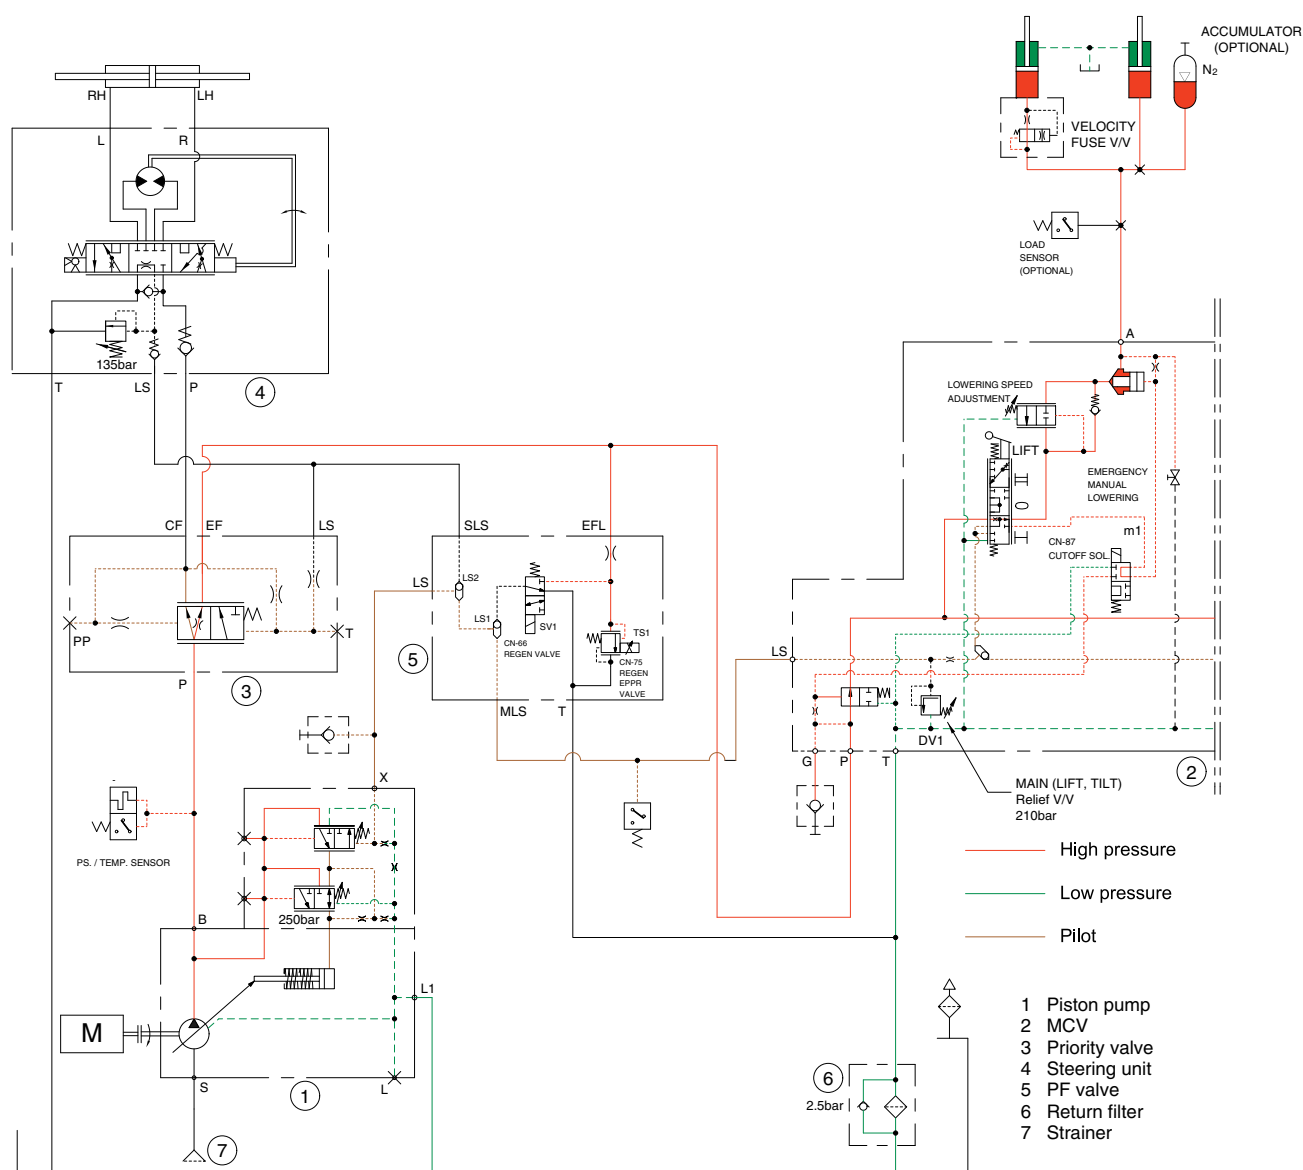 ACCUMULATOR
(OPTIONAL)
N2
RH
LH
L
R
VELOCITY
FUSE V/V
LOAD
SENSOR
(OPTIONAL)
A
135bar
T
LS
P
4
LOWERING SPEED
ADJUSTMENT
LIFT
EMERGENCY
MANUAL
LOWERING
m1
CN-87
CUTOFF SOL.
CF
EF
LS
SLS
EFL
LS
LS2
LS1
SV1
TS1
CN-66
REGEN VALVE
CN-75
REGEN
EPPR
VALVE
5
PP
T
P
3
MLS
T
LS
G
P
T
DV1
2
MAIN (LIFT, TILT)
Relief V/V
210bar
X
PS. / TEMP. SENSOR
High pressure
Low pressure
Pilot
250bar
B
L1
M
S
L
1
7
6
2.5bar
1 Piston pump
2 MCV
3 Priority valve
4 Steering unit
5 PF valve
6 Return filter
7 Strainer